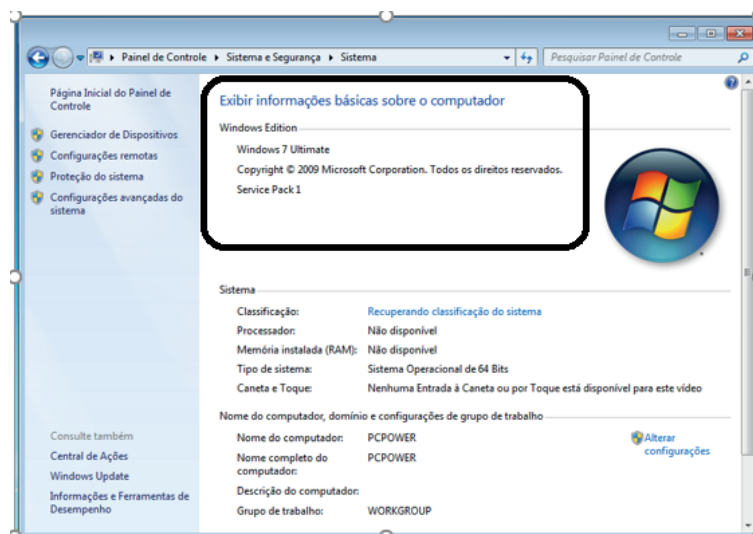 Painel de Controle ▸ Sistema e Segurança ▸ Sistema
Pesquisar Painel de Controle
Página Inicial do Painel de
Controle
Gerenciador de Dispositivos
Configurações remotas
Proteção do sistema
Configurações avançadas do
sistema
Exibir informações básicas sobre o computador
Windows Edition
Windows 7 Ultimate
Copyright © 2009 Microsoft Corporation. Todos os direitos reservados.
Service Pack 1
Sistema
Classificação: Recuperando classificação do sistema
Processador: Não disponível
Memória instalada (RAM): Não disponível
Tipo de sistema: Sistema Operacional de 64 Bits
Caneta e Toque: Nenhuma Entrada à Caneta ou por Toque está disponível para este vídeo
Nome do computador, domínio e configurações de grupo de trabalho
Nome do computador: PCPOWER
Alterar
configurações
Nome completo do
computador:
PCPOWER
Descrição do computador:
Grupo de trabalho: WORKGROUP
Consulte também
Central de Ações
Windows Update
Informações e Ferramentas de
Desempenho